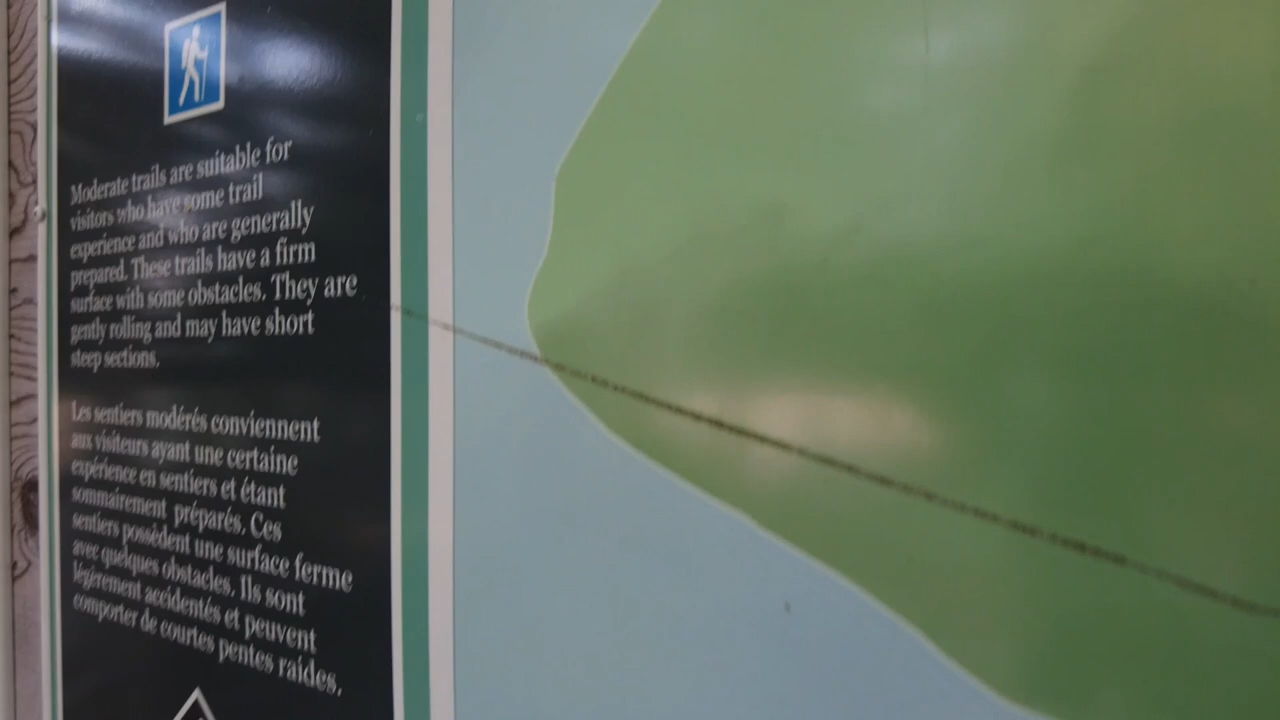 Moderate trails are suitable for
visitors who have some trail
experience and who are generally
prepared. These trails have a firm
surface with some obstacles. They are
gently rolling and may have short
steep sections.
Les sentiers modérés conviennent
aux visiteurs ayant une certaine
expérience en sentiers et étant
sommairement préparés. Ces
sentiers possèdent une surface ferme
avec quelques obstacles. Ils sont
légèrement accidentés et peuvent
comporter de courtes pentes raides.